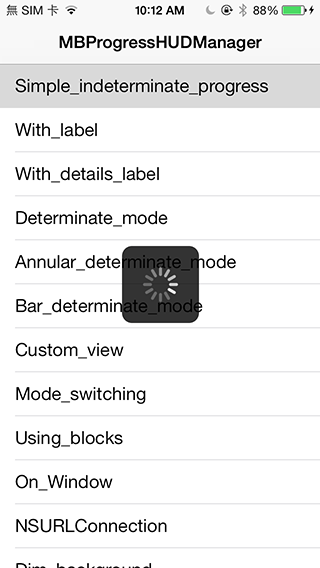 無 SIM 卡 10:12 AM 88%
MBProgressHUDManager
Simple_indeterminate_progress
With_label
With_details_label
Determinate_mode
Annular_determinate_mode
Bar_determinate_mode
Custom_view
Mode_switching
Using_blocks
On_Window
NSURLConnection
Dim_background